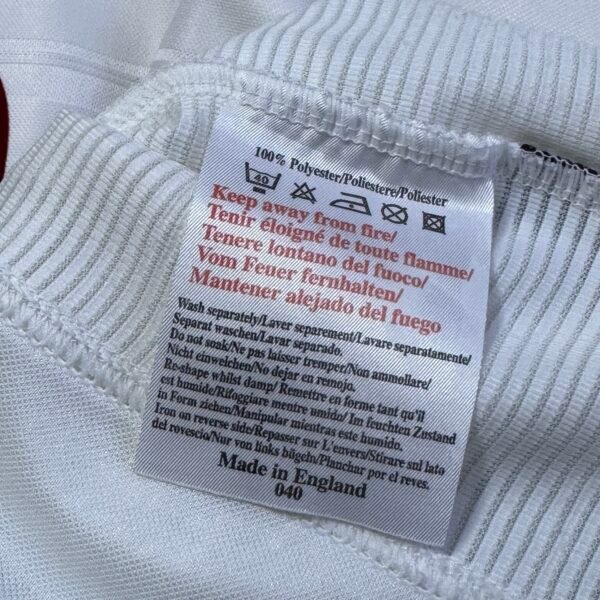 100% Polyester/Poliestere/Poliester
40
Keep away from fire/
Tenir éloigné de toute flamme/
Tenere lontano del fuoco/
Vom Feuer fernhalten/
Mantener alejado del fuego
Wash separately/Laver separement/Lavare separatamente/
Separat waschen/Lavar separado.
Do not soak/Ne pas laisser tremper/Non ammollare/
Nicht einweichen/No dejar en remojo.
Re-shape whilst damp/ Remettre en forme tant qu'il
est humide/Rifoggiare mentre umido/ Im feuchten Zustand
in Form ziehen/Manipular mientras este humido.
Iron on reverse side/Repasser sur L'envers/Stirare sul lato
del rovescio/Nur von links bügeln/Planchar por el reves.
Made in England
040